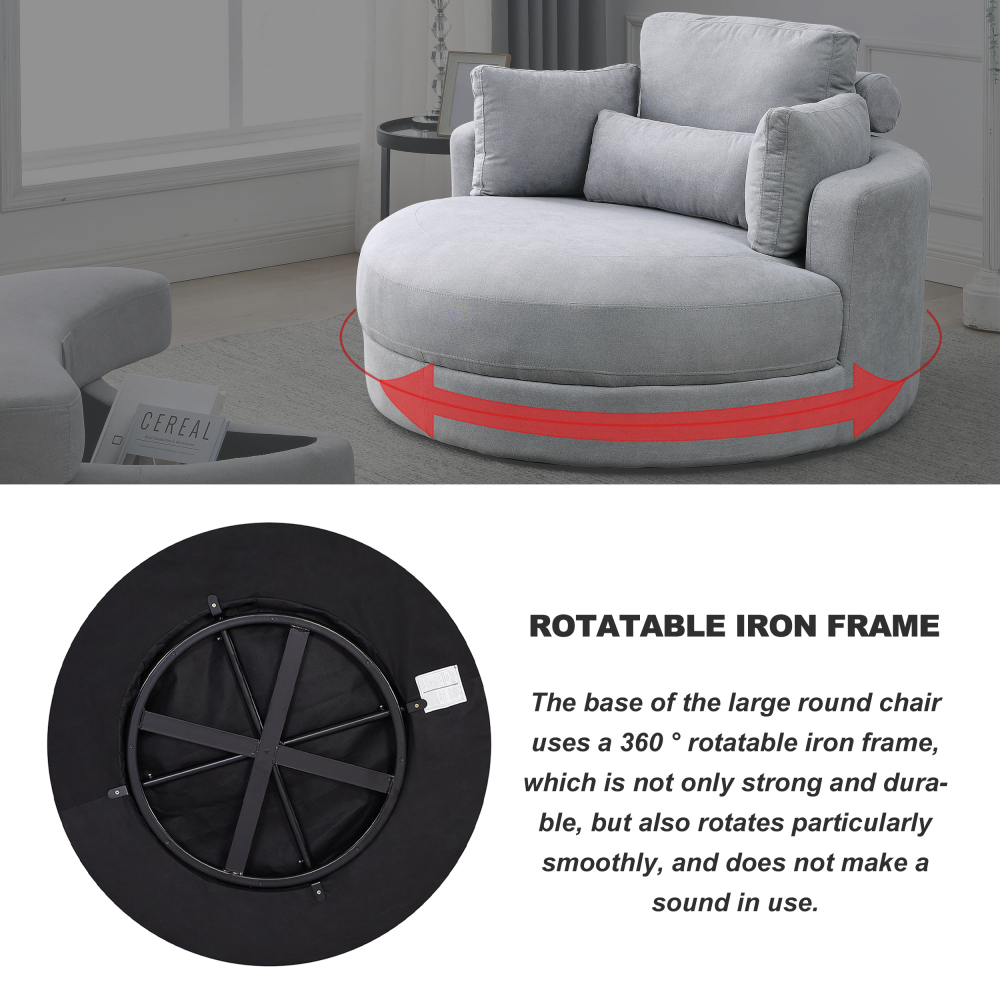 CEREAL
ROTATABLE IRON FRAME
The base of the large round chair
uses a 360 ° rotatable iron frame,
which is not only strong and dura-
ble, but also rotates particularly
smoothly, and does not make a
sound in use.